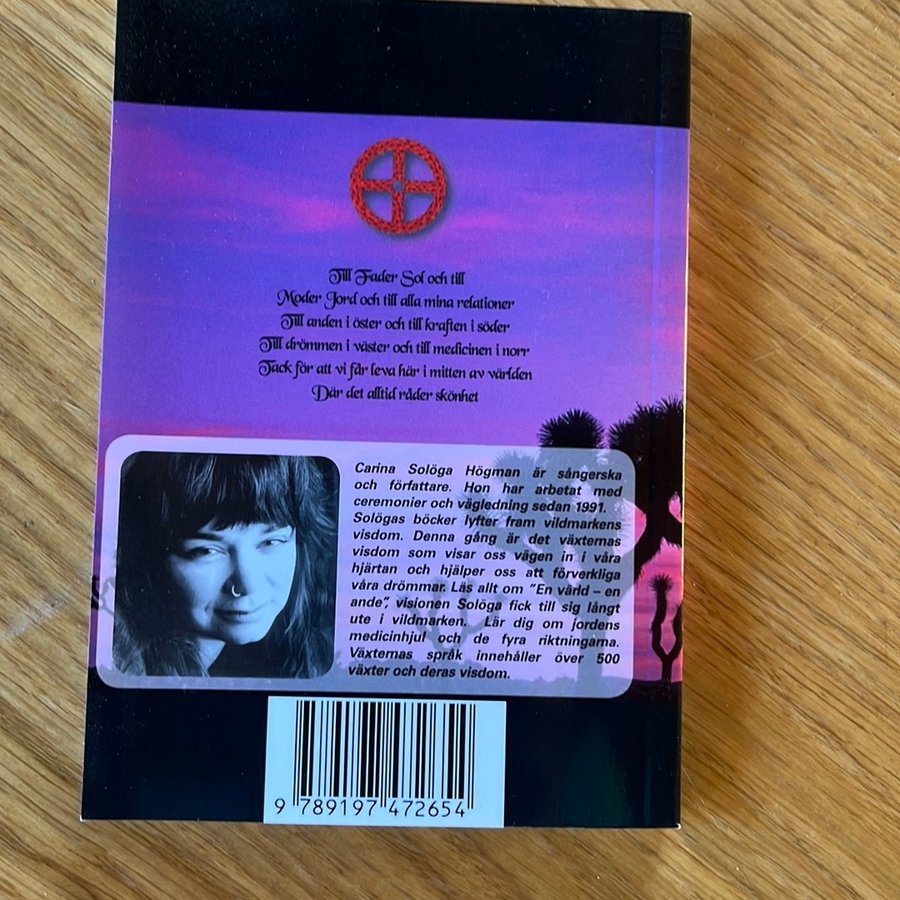 Till Fader Sol och till
Moder Jord och till alla mina relationer
Till anden i öster och till kraften i söder
Till drömmen i väster och till medicinen i norr
Tack för att vi får leva här i mitten av världen
Där det alltid råder skönhet
Carina Solöga Högman är sångerska
och författare. Hon har arbetat med
ceremonier och vägledning sedan 1991.
Solögas böcker lyfter fram vildmarkens
visdom. Denna gång är det växternas
visdom som visar oss vägen in i våra
hjärtan och hjälper oss att förverkliga
våra drömmar. Läs allt om "En värld – en
ande", visionen Solöga fick till sig långt
ute i vildmarken. Lär dig om jordens
medicinhjul och de fyra riktningarna.
Växternas språk innehåller över 500
växter och deras visdom.
9 789197 472654